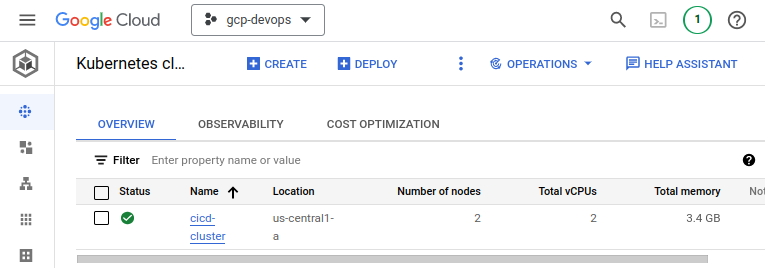 Google Cloud
gcp-devops
1
Kubernetes cl...
CREATE
DEPLOY
OPERATIONS
HELP ASSISTANT
OVERVIEW
OBSERVABILITY
COST OPTIMIZATION
Filter
Enter property name or value
Status
Name
Location
Number of nodes
Total vCPUs
Total memory
Not
cicd-
cluster
us-central1-
a
2
2
3.4 GB